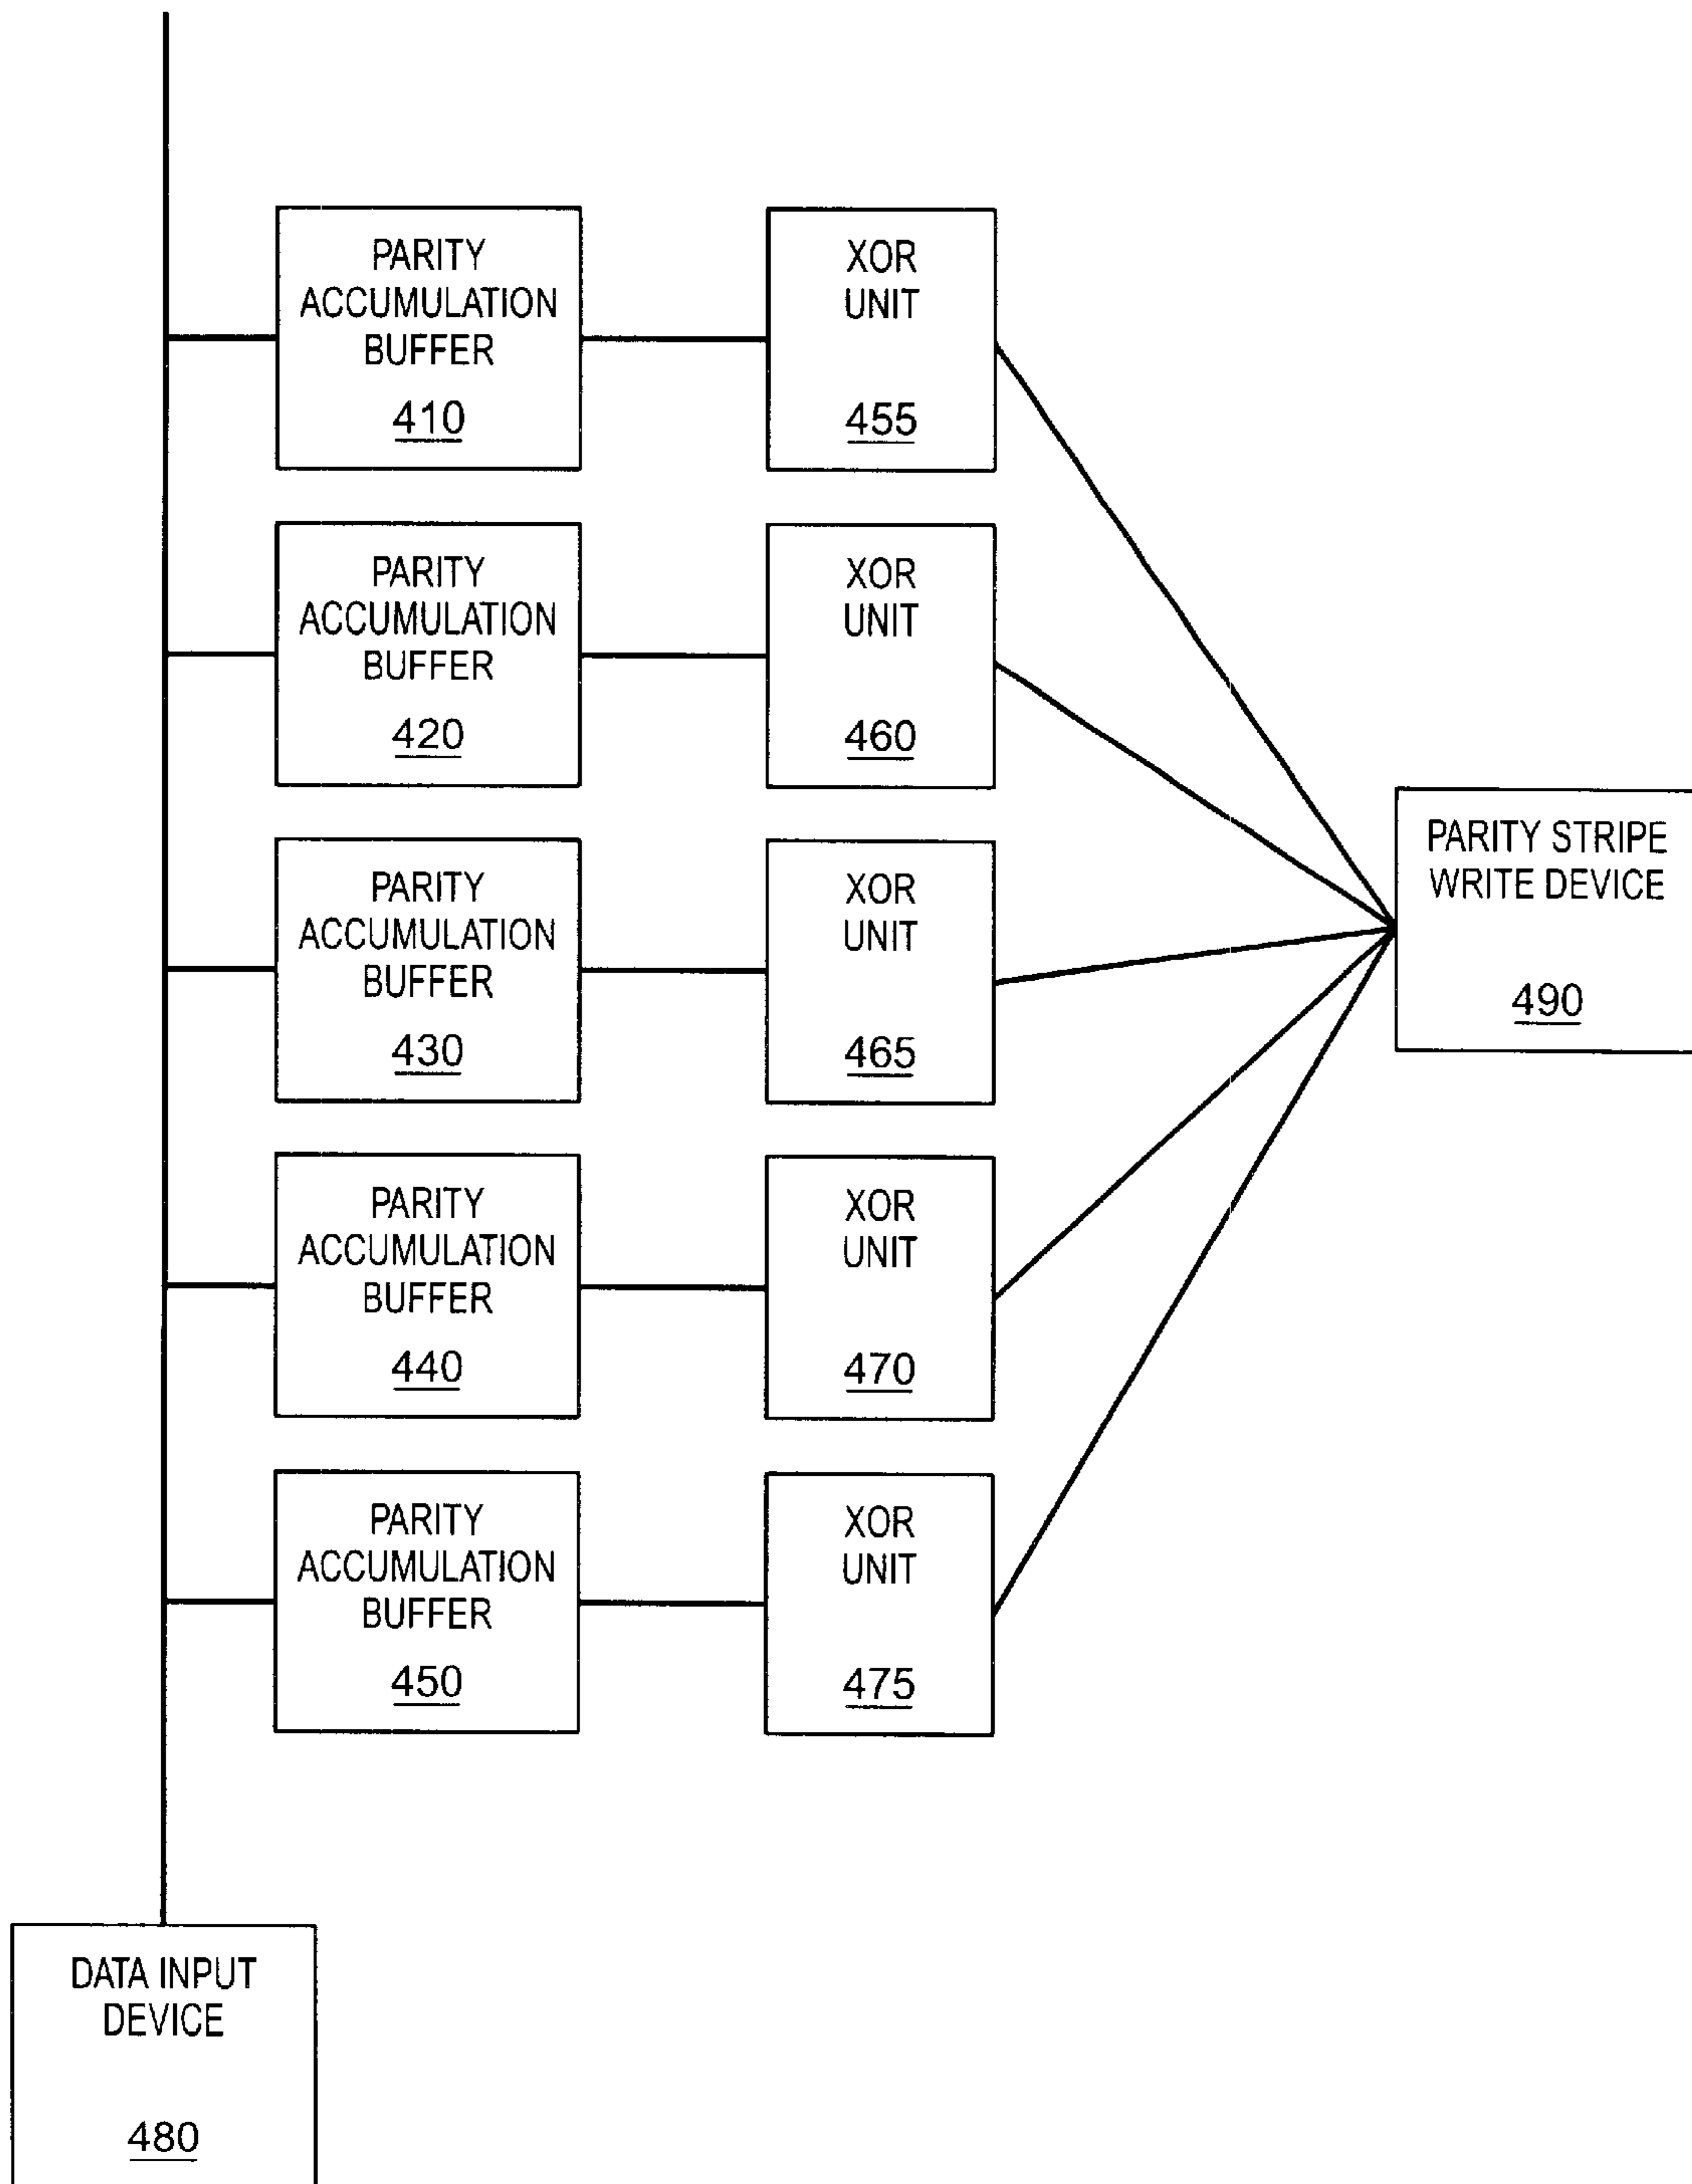 PARITY
ACCUMULATION
BUFFER
410
XOR
UNIT
455
PARITY
ACCUMULATION
BUFFER
420
XOR
UNIT
460
PARITY
ACCUMULATION
BUFFER
430
XOR
UNIT
465
PARITY STRIPE
WRITE DEVICE
490
PARITY
ACCUMULATION
BUFFER
440
XOR
UNIT
470
PARITY
ACCUMULATION
BUFFER
450
XOR
UNIT
475
DATA INPUT
DEVICE
480